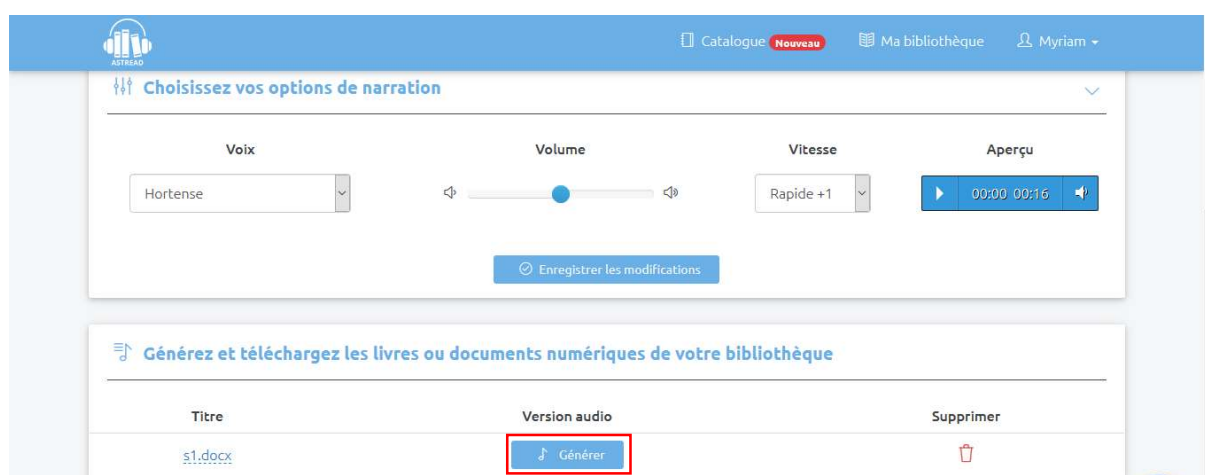 ASTREAD
Catalogue Nouveau Ma bibliothèque Myriam
Choisissez vos options de narration
Voix Volume Vitesse Aperçu
Hortense Rapide +1 00:00 00:16
Enregistrer les modifications
Générez et téléchargez les livres ou documents numériques de votre bibliothèque
Titre Version audio Supprimer
s1.docx Générer